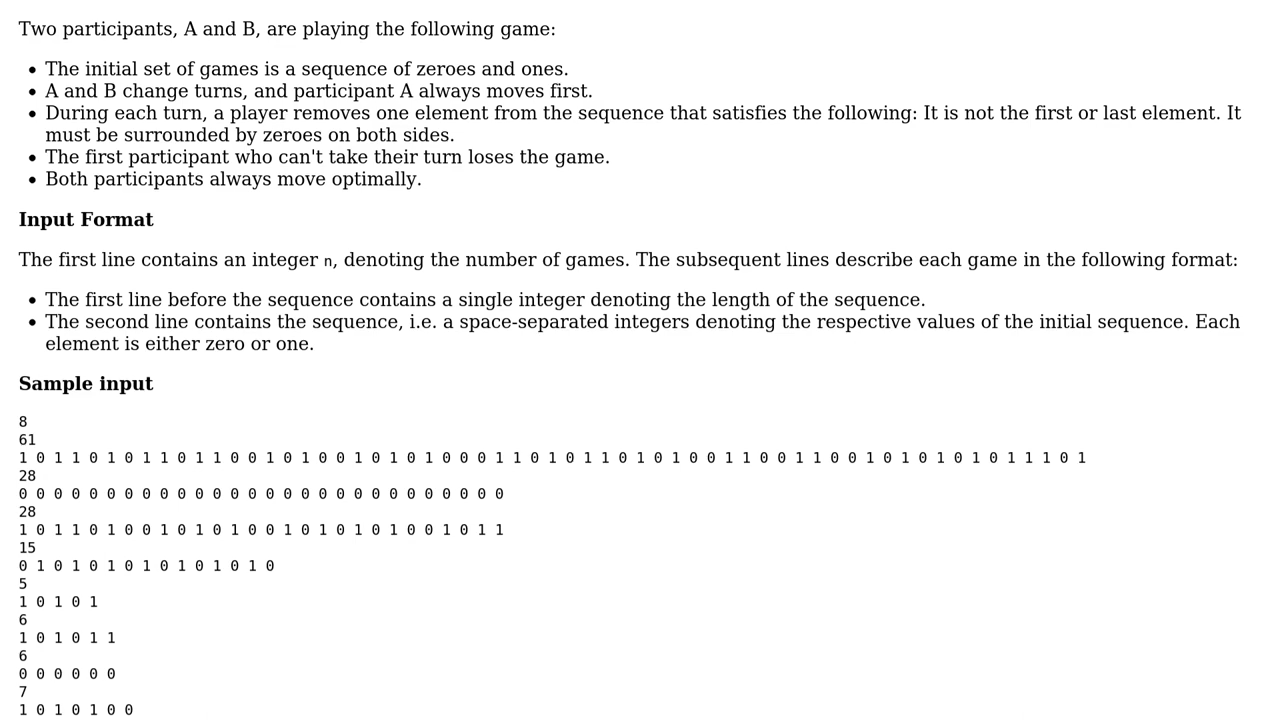 Two participants, A and B, are playing the following game:
• The initial set of games is a sequence of zeroes and ones.
• A and B change turns, and participant A always moves first.
• During each turn, a player removes one element from the sequence that satisfies the following: It is not the first or last element. It
must be surrounded by zeroes on both sides.
• The first participant who can't take their turn loses the game.
• Both participants always move optimally.
Input Format
The first line contains an integer n, denoting the number of games. The subsequent lines describe each game in the following format:
• The first line before the sequence contains a single integer denoting the length of the sequence.
• The second line contains the sequence, i.e. a space-separated integers denoting the respective values of the initial sequence. Each
element is either zero or one.
Sample input
8
61
1 0 1 1 0 1 0 1 1 0 1 1 0 0 1 0 1 0 0 1 0 1 0 1 0 0 0 1 1 0 1 0 1 1 0 1 0 1 0 0 1 1 0 0 1 1 0 0 1 0 1 0 1 0 1 0 1 1 1 0 1
28
0 0 0 0 0 0 0 0 0 0 0 0 0 0 0 0 0 0 0 0 0 0 0 0 0 0 0 0
28
1 0 1 1 0 1 0 0 1 0 1 0 1 0 0 1 0 1 0 1 0 1 0 0 1 0 1 1
15
0 1 0 1 0 1 0 1 0 1 0 1 0 1 0
5
1 0 1 0 1
6
1 0 1 0 1 1
6
0 0 0 0 0 0
7
1 0 1 0 1 0 0